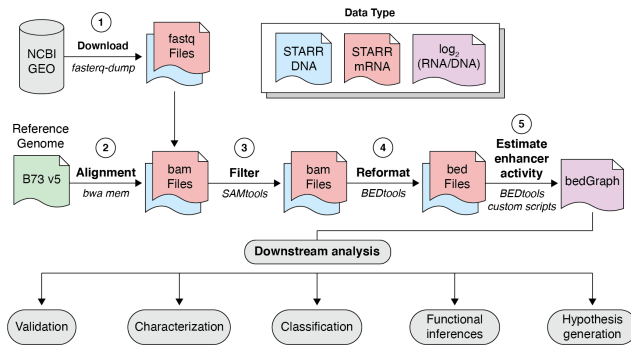 1
NCBI
GEO
Download
fasterq-dump
fastq
Files
Data Type
STARR
DNA
STARR
mRNA
log2
(RNA/DNA)
Reference
Genome
B73 v5
2
Alignment
bwa mem
bam
Files
3
Filter
SAMtools
bam
Files
4
Reformat
BEDtools
bed
Files
5
Estimate
enhancer
activity
BEDtools
custom scripts
bedGraph
Downstream analysis
Validation
Characterization
Classification
Functional
inferences
Hypothesis
generation